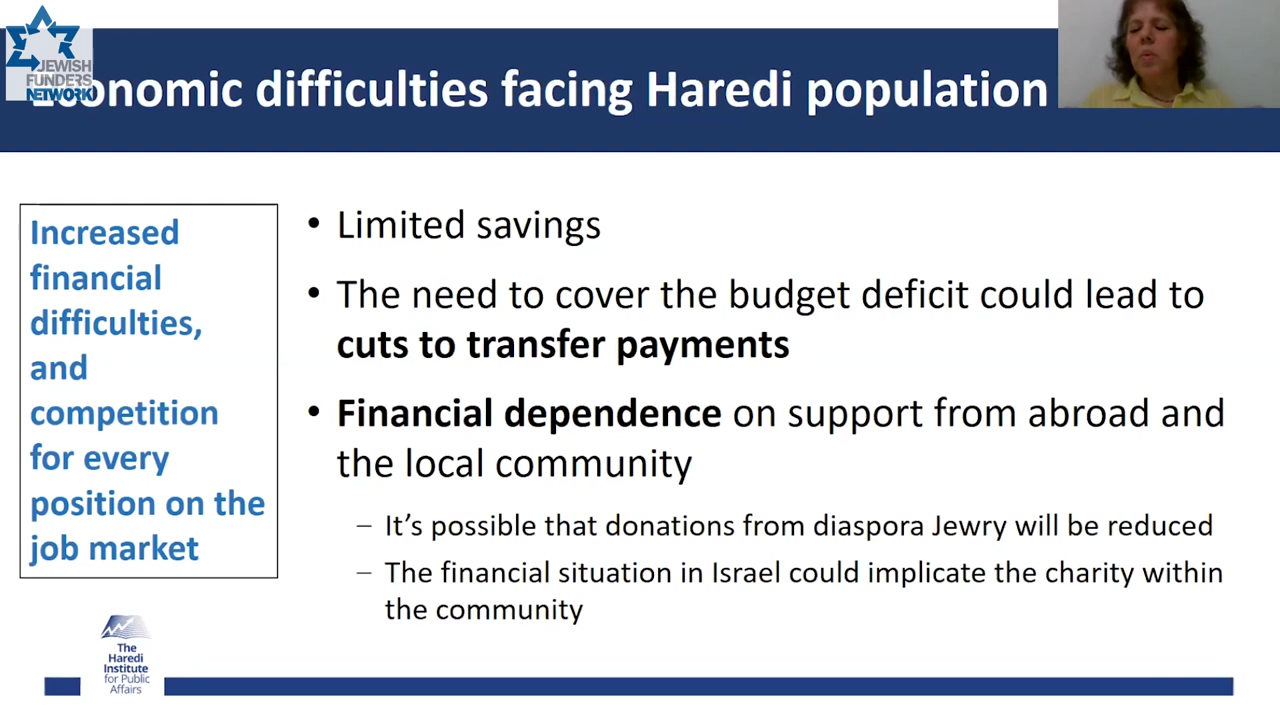 JEWISH
FUNDERS
NETWORK
onomic difficulties facing Haredi population
Increased
financial
difficulties,
and
competition
for every
position on the
job market
• Limited savings
• The need to cover the budget deficit could lead to
cuts to transfer payments
• Financial dependence on support from abroad and
the local community
– It’s possible that donations from diaspora Jewry will be reduced
– The financial situation in Israel could implicate the charity within
the community
The
Haredi
Institute
for Public
Affairs